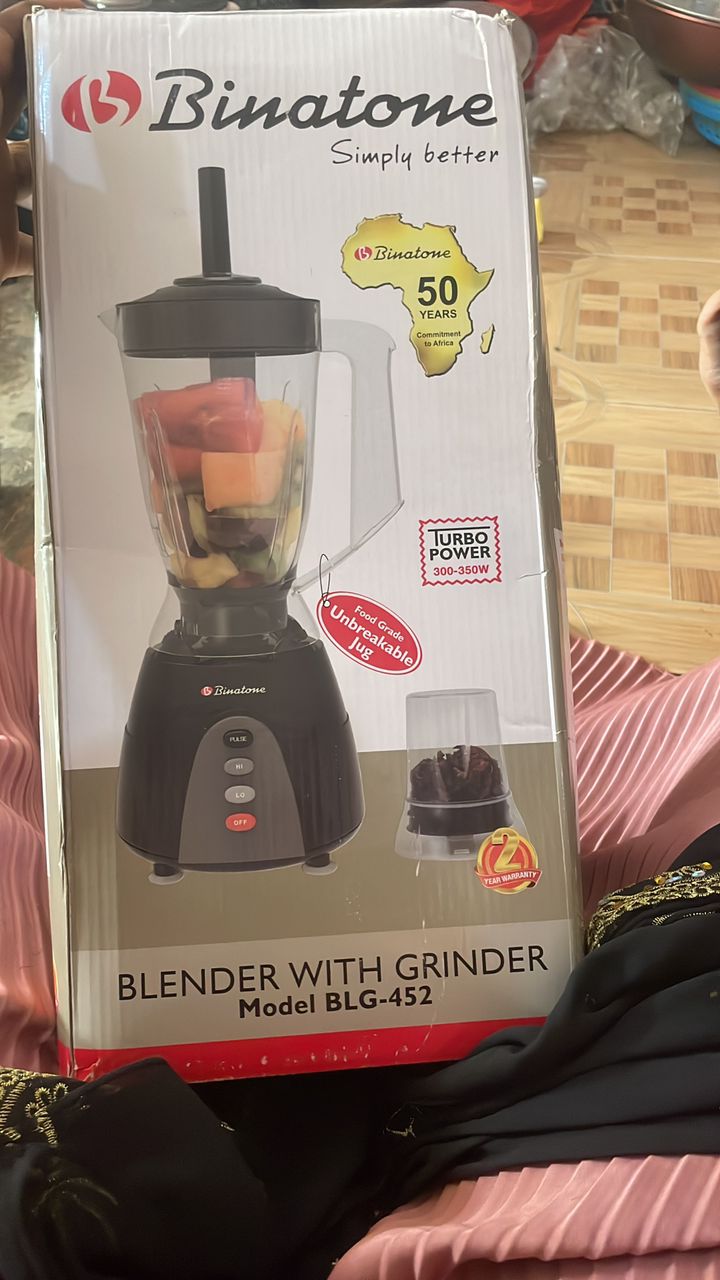 Binatone
Simply better
Binatone
50
YEARS
Commitment
to Africa
TURBO
POWER
300-350W
Food Grade
Unbreakable
Jug
Binatone
PULSE
HI
LO
OFF
2
YEAR WARRANTY
BLENDER WITH GRINDER
Model BLG-452